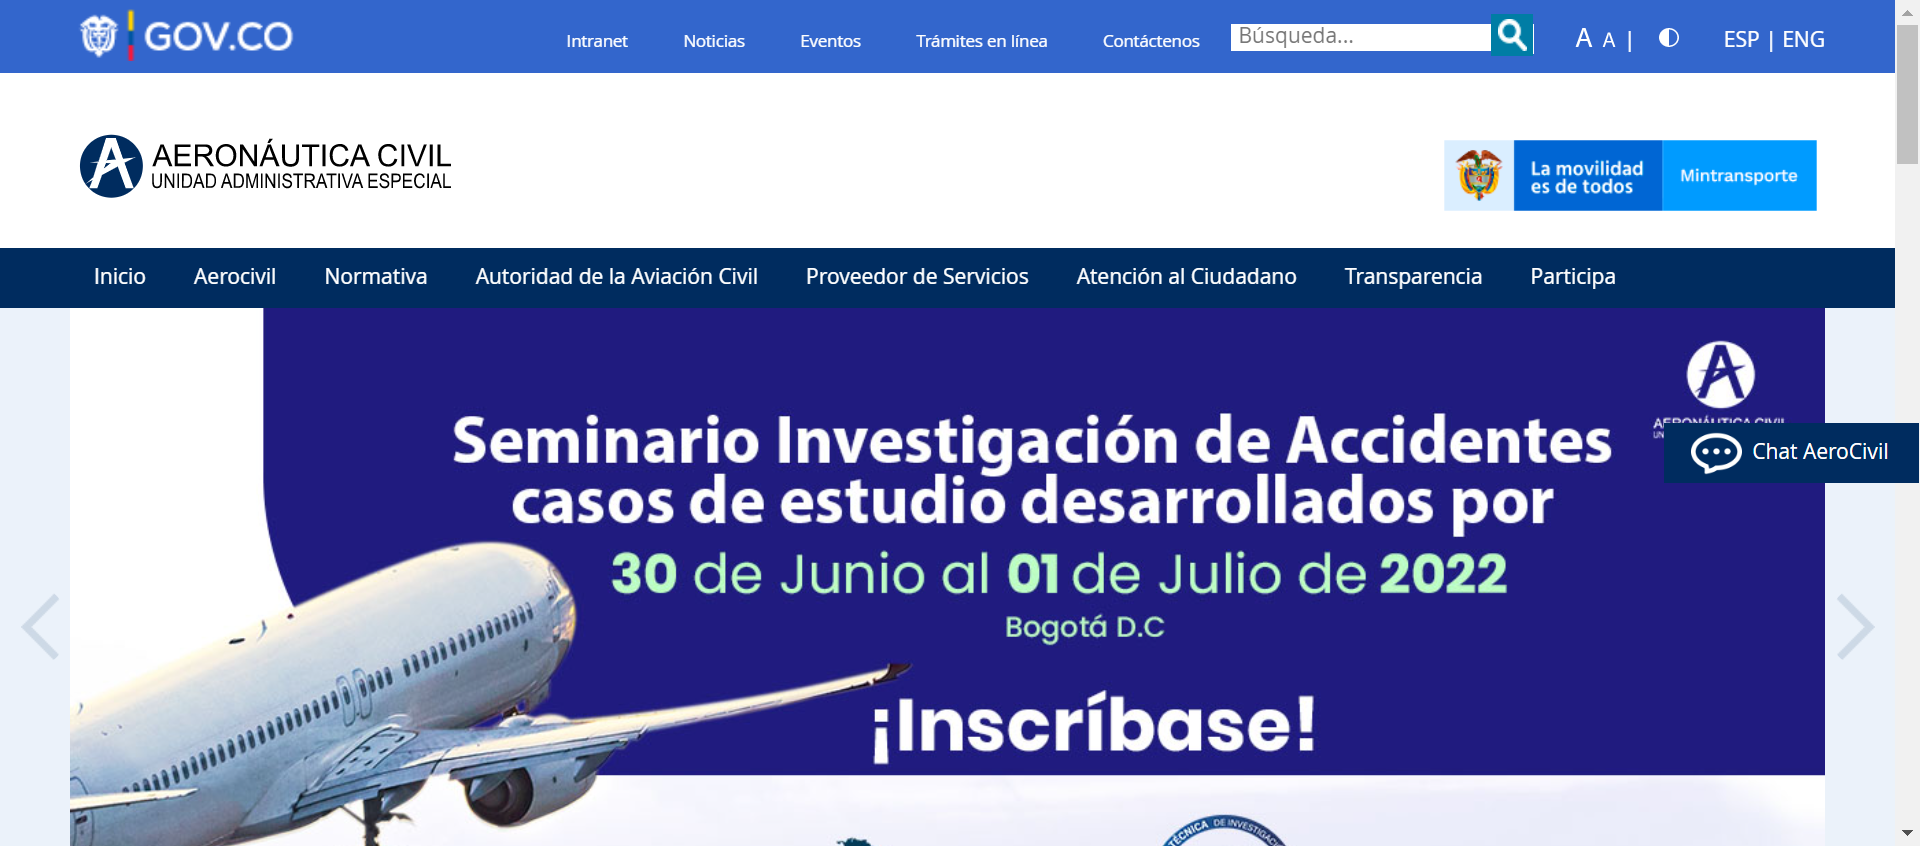 GOV.CO
Intranet
Noticias
Eventos
Trámites en línea
Contáctenos
Búsqueda...
A A |
ESP | ENG
AERONÁUTICA CIVIL
UNIDAD ADMINISTRATIVA ESPECIAL
La movilidad
es de todos
Mintransporte
Inicio
Aerocivil
Normativa
Autoridad de la Aviación Civil
Proveedor de Servicios
Atención al Ciudadano
Transparencia
Participa
AERONÁUTICA CIVIL
Chat AeroCivil
Seminario Investigación de Accidentes
casos de estudio desarrollados por
30 de Junio al 01 de Julio de 2022
Bogotá D.C
¡Inscríbase!